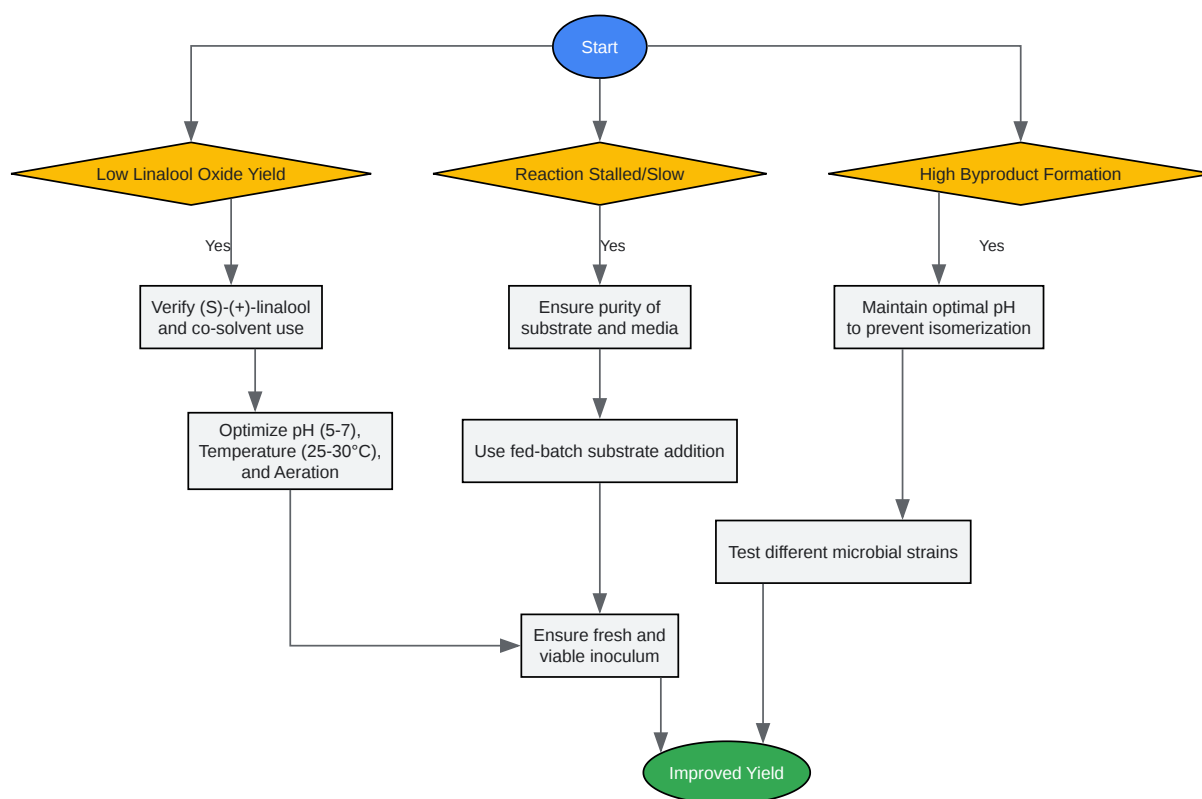 Start
Low Linalool Oxide Yield
Reaction Stalled/Slow
High Byproduct Formation
Yes
Yes
Yes
Verify (S)-(+)-linalool
and co-solvent use
Ensure purity of
substrate and media
Maintain optimal pH
to prevent isomerization
Optimize pH (5-7),
Temperature (25-30°C),
and Aeration
Use fed-batch substrate addition
Test different microbial strains
Ensure fresh and
viable inoculum
Improved Yield